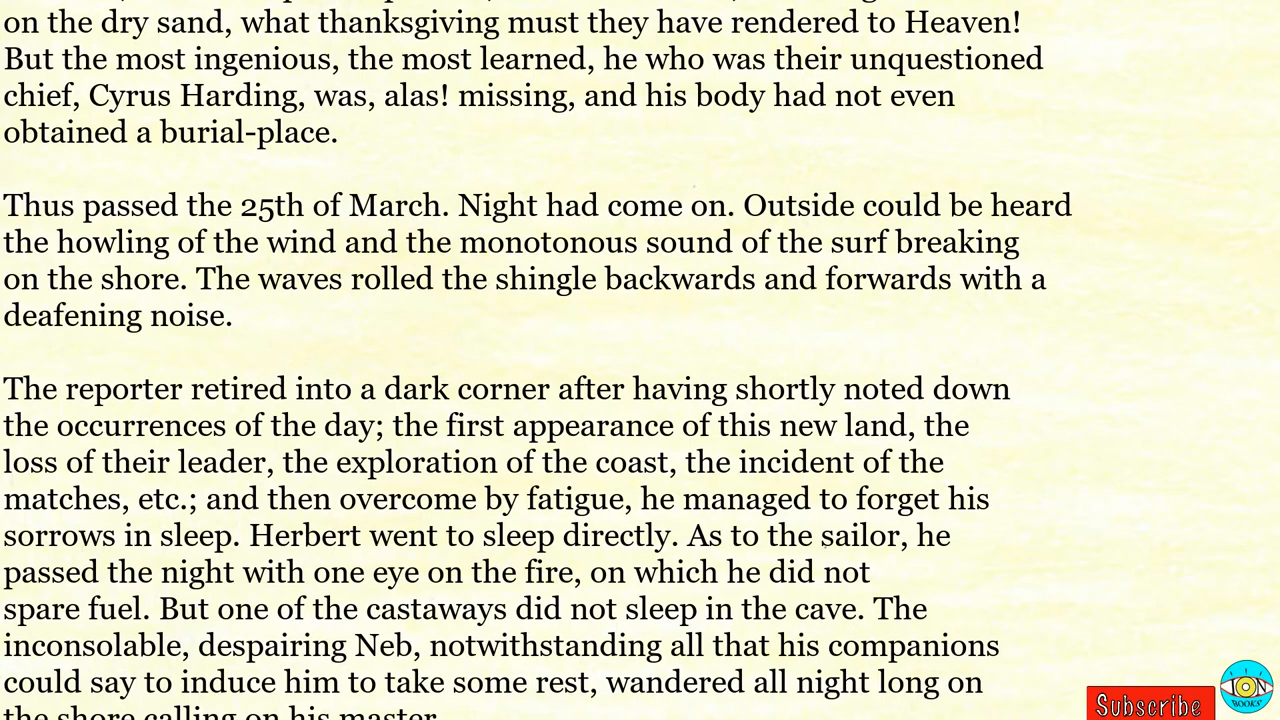 on the dry sand, what thanksgiving must they have rendered to Heaven!
But the most ingenious, the most learned, he who was their unquestioned
chief, Cyrus Harding, was, alas! missing, and his body had not even
obtained a burial-place.
Thus passed the 25th of March. Night had come on. Outside could be heard
the howling of the wind and the monotonous sound of the surf breaking
on the shore. The waves rolled the shingle backwards and forwards with a
deafening noise.
The reporter retired into a dark corner after having shortly noted down
the occurrences of the day; the first appearance of this new land, the
loss of their leader, the exploration of the coast, the incident of the
matches, etc.; and then overcome by fatigue, he managed to forget his
sorrows in sleep. Herbert went to sleep directly. As to the sailor, he
passed the night with one eye on the fire, on which he did not
spare fuel. But one of the castaways did not sleep in the cave. The
inconsolable, despairing Neb, notwithstanding all that his companions
could say to induce him to take some rest, wandered all night long on
the shore calling on his master.
Subscribe
ION
BOOKS